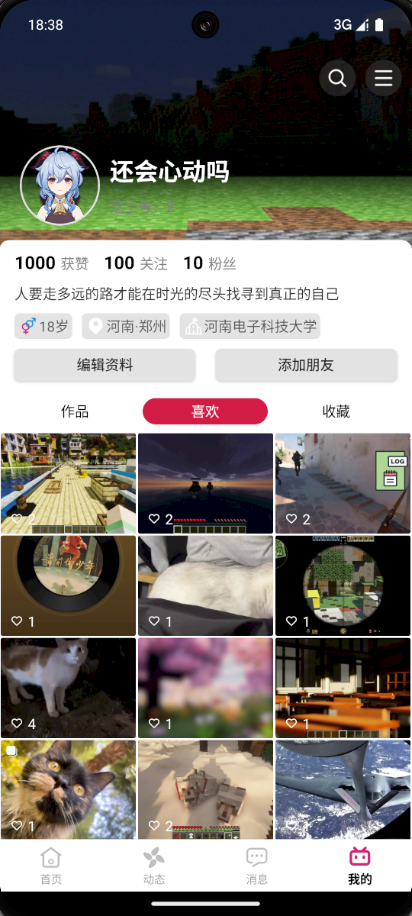 18:38
3G
还会心动吗
1000 获赞 100 关注 10 粉丝
人要走多远的路才能在时光的尽头找寻到真正的自己
18岁 河南·郑州 河南电子科技大学
编辑资料 添加朋友
作品 喜欢 收藏
2 2
LOG
1 1 1
4 1 1
1 2
首页 动态 消息 我的